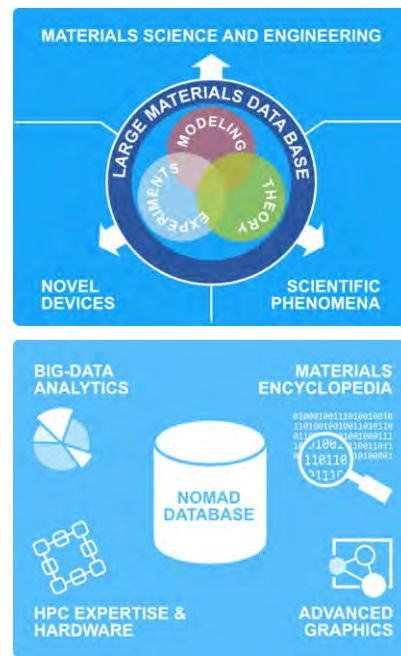 MATERIALS SCIENCE AND ENGINEERING
LARGE MATERIALS DATA BASE
MODELING
EXPERIMENTS
THEORY
NOVEL
DEVICES
SCIENTIFIC
PHENOMENA
BIG-DATA
ANALYTICS
MATERIALS
ENCYCLOPEDIA
NOMAD
DATABASE
HPC EXPERTISE &
HARDWARE
ADVANCED
GRAPHICS